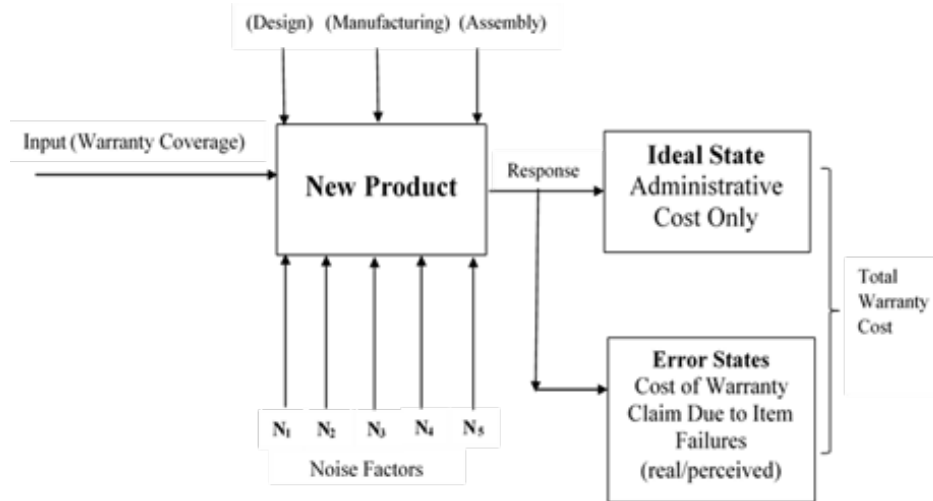 (Design) (Manufacturing) (Assembly)
Input (Warranty Coverage)
New Product
Response
Ideal State
Administrative
Cost Only
Total
Warranty
Cost
Error States
Cost of Warranty
Claim Due to Item
Failures
(real/perceived)
N₁ N₂ N₃ N₄ N₅
Noise Factors